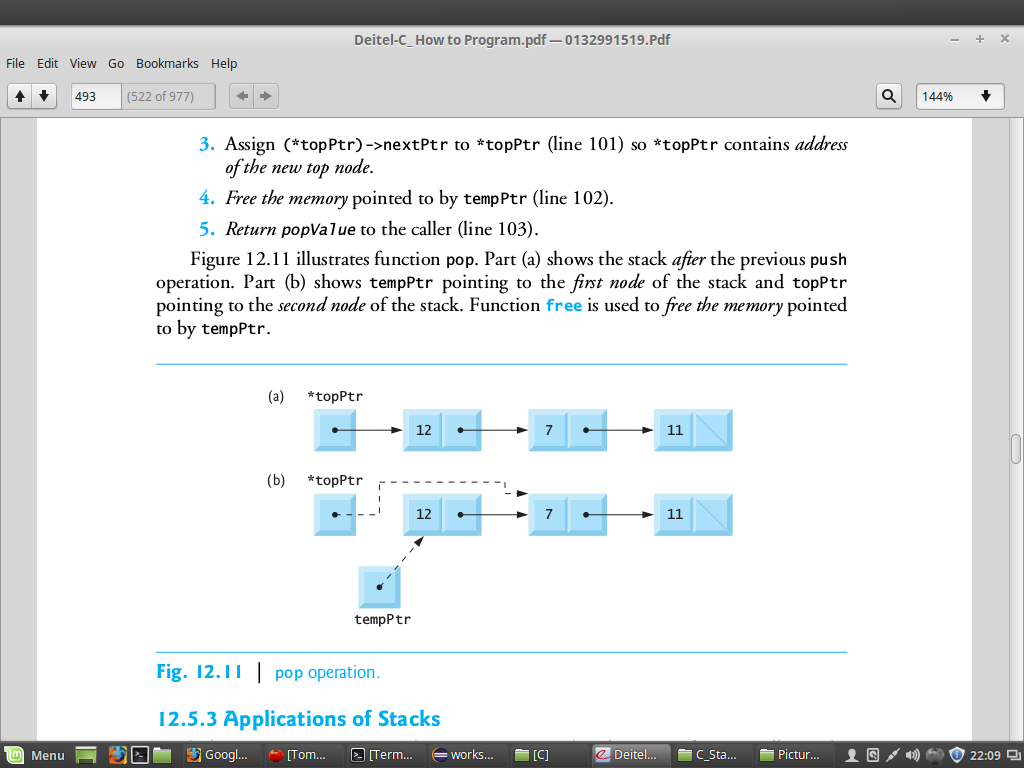 Deitel-C_ How to Program.pdf — 0132991519.Pdf
File Edit View Go Bookmarks Help
493 (522 of 977) 144%
3. Assign (*topPtr)->nextPtr to *topPtr (line 101) so *topPtr contains address
of the new top node.
4. Free the memory pointed to by tempPtr (line 102).
5. Return popValue to the caller (line 103).
Figure 12.11 illustrates function pop. Part (a) shows the stack after the previous push
operation. Part (b) shows tempPtr pointing to the first node of the stack and topPtr
pointing to the second node of the stack. Function free is used to free the memory pointed
to by tempPtr.
(a) *topPtr
12 7 11
(b) *topPtr
12 7 11
tempPtr
Fig. 12.11 | pop operation.
12.5.3 Applications of Stacks
Menu Googl... [Tom... [Term... works... [C] Deitel... C_Sta... Pictur... 22:09